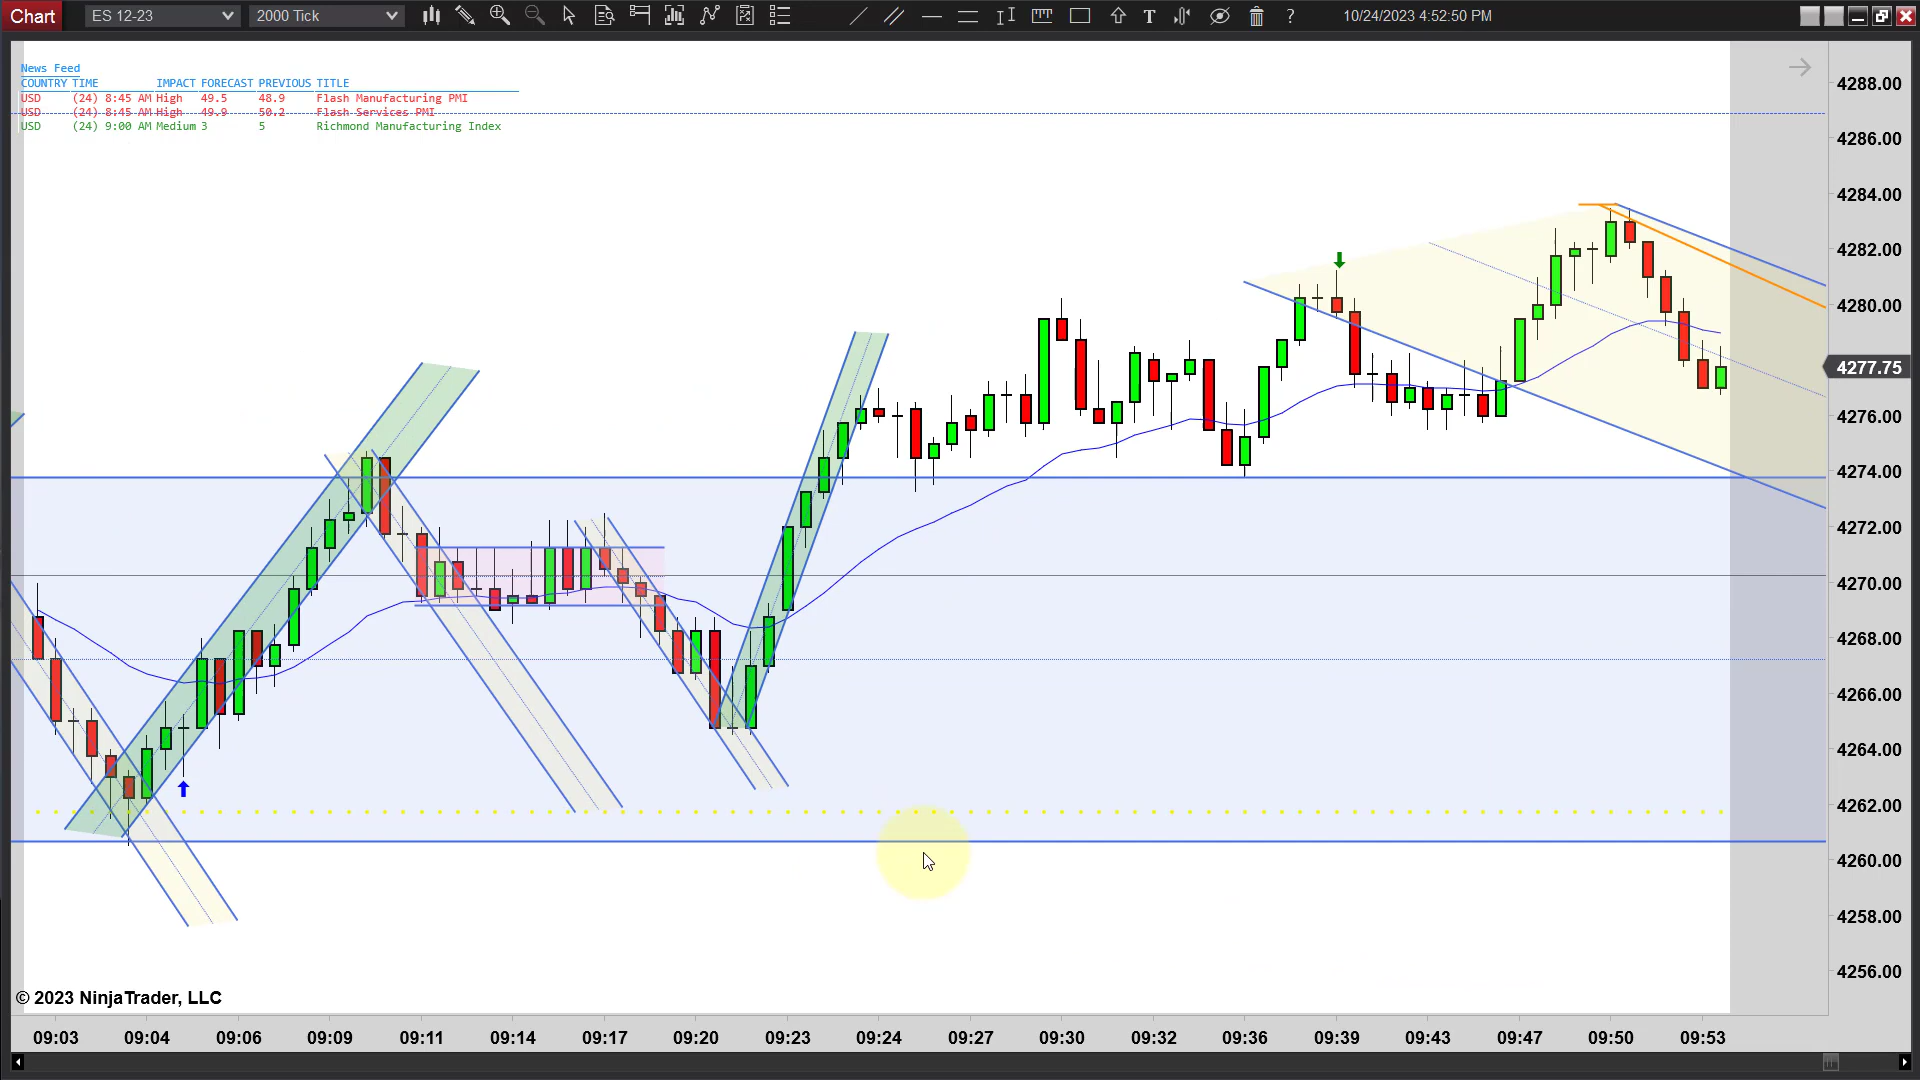 Chart ES 12-23 2000 Tick T ? 10/24/2023 4:52:50 PM
News Feed
COUNTRY TIME IMPACT FORECAST PREVIOUS TITLE
USD (24) 8:45 AM High 49.5 48.9 Flash Manufacturing PMI
USD (24) 8:45 AM High 49.9 50.2 Flash Services PMI
USD (24) 9:00 AM Medium 3 5 Richmond Manufacturing Index
4288.00
4286.00
4284.00
4282.00
4280.00
4277.75
4276.00
4274.00
4272.00
4270.00
4268.00
4266.00
4264.00
4262.00
4260.00
4258.00
4256.00
© 2023 NinjaTrader, LLC
09:03 09:04 09:06 09:09 09:11 09:14 09:17 09:20 09:23 09:24 09:27 09:30 09:32 09:36 09:39 09:43 09:47 09:50 09:53